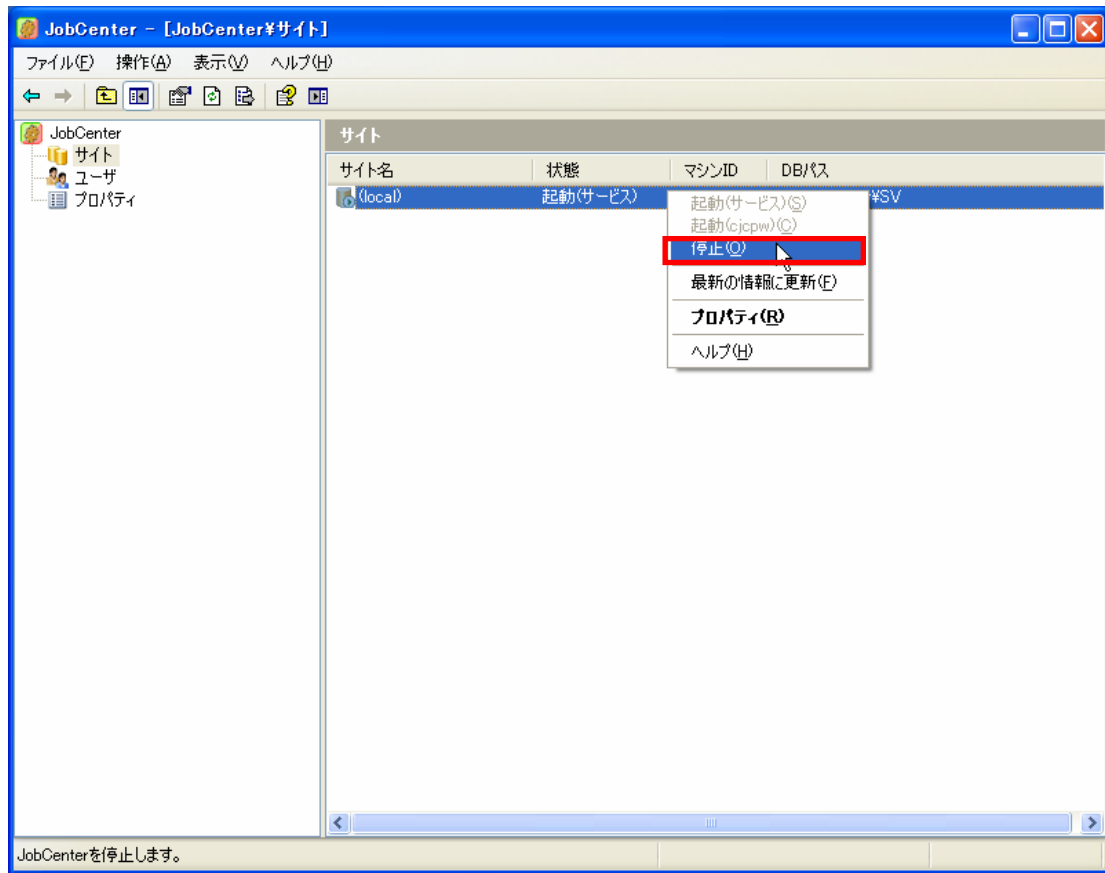 JobCenter - [JobCenter¥サイト]
ファイル(F) 操作(A) 表示(V) ヘルプ(H)
JobCenter
サイト
ユーザ
プロパティ
サイト
サイト名 状態 マシンID DBパス
(local) 起動(サービス) ¥SV
起動(サービス)(S)
起動(cjcpw)(C)
停止(O)
最新の情報に更新(F)
プロパティ(R)
ヘルプ(H)
JobCenterを停止します。